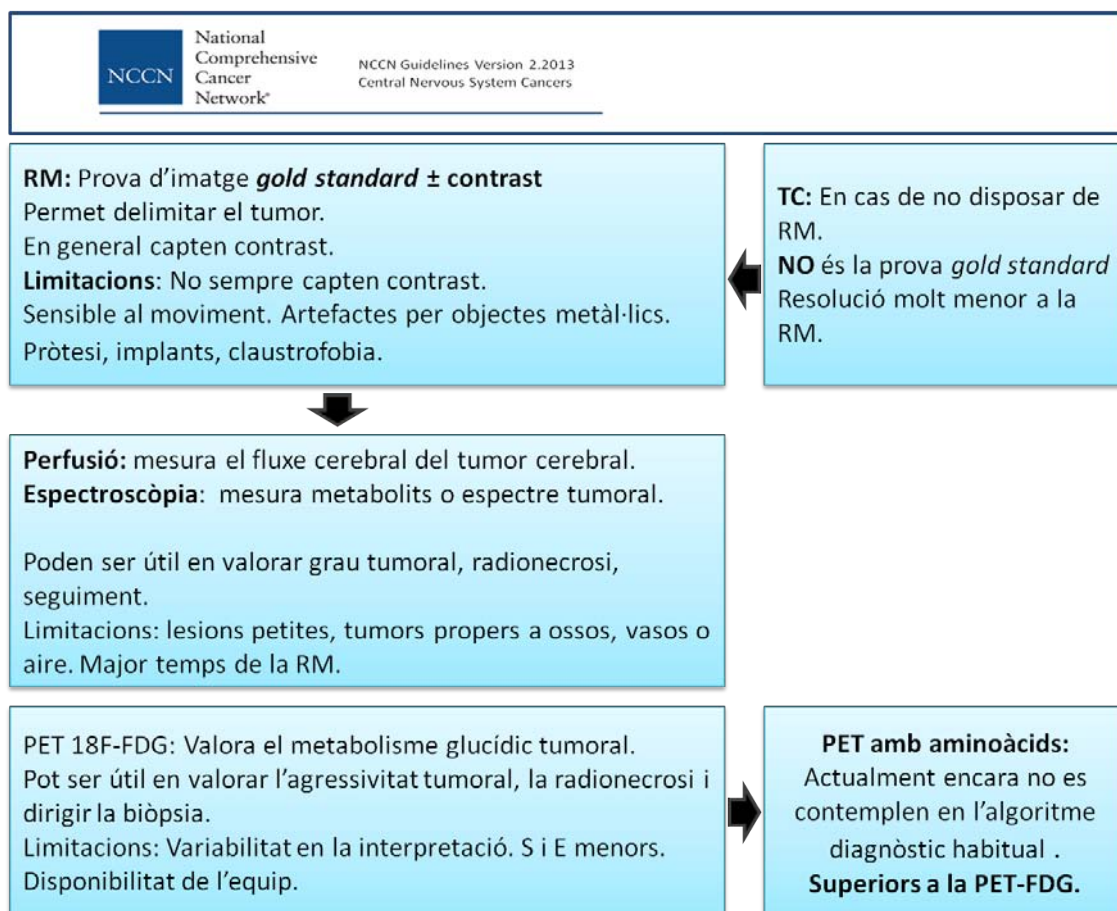 NCCN
National
Comprehensive
Cancer
Network®
NCCN Guidelines Version 2.2013
Central Nervous System Cancers
RM: Prova d'imatge gold standard ± contrast
Permet delimitar el tumor.
En general capten contrast.
Limitacions: No sempre capten contrast.
Sensible al moviment. Artefactes per objectes metàl·lics.
Pròtesi, implants, claustrofobia.
TC: En cas de no disposar de
RM.
NO és la prova gold standard
Resolució molt menor a la
RM.
Perfusió: mesura el fluxe cerebral del tumor cerebral.
Espectroscòpia: mesura metabolits o espectre tumoral.
Poden ser útil en valorar grau tumoral, radionecrosi,
seguiment.
Limitacions: lesions petites, tumors propers a ossos, vasos o
aire. Major temps de la RM.
PET 18F-FDG: Valora el metabolisme glucídic tumoral.
Pot ser útil en valorar l'agressivitat tumoral, la radionecrosi i
dirigir la biòpsia.
Limitacions: Variabilitat en la interpretació. S i E menors.
Disponibilitat de l'equip.
PET amb aminoàcids:
Actualment encara no es
contemplen en l'algoritme
diagnòstic habitual .
Superiors a la PET-FDG.